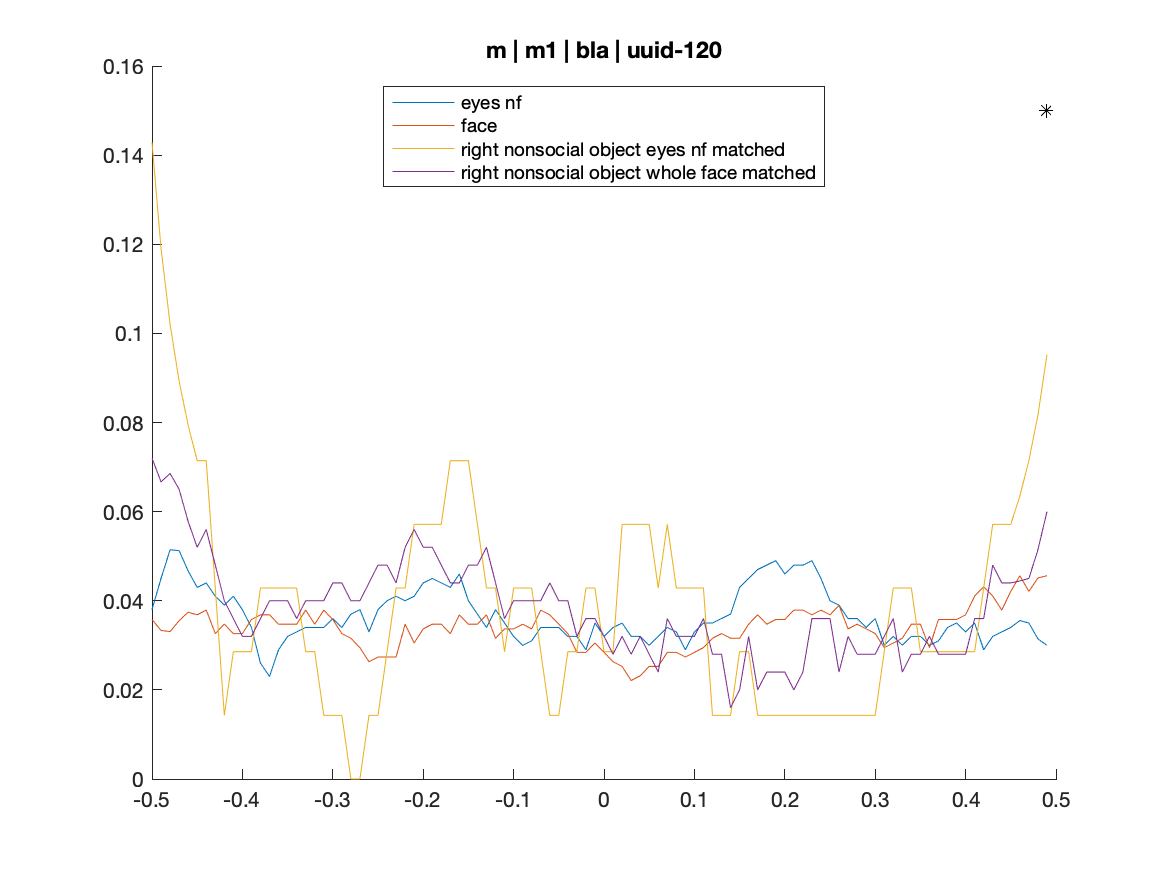 m | m1 | bla | uuid-120
0.16
eyes nf
face
right nonsocial object eyes nf matched
right nonsocial object whole face matched
0.14
0.12
0.1
0.08
0.06
0.04
0.02
0
-0.5 -0.4 -0.3 -0.2 -0.1 0 0.1 0.2 0.3 0.4 0.5